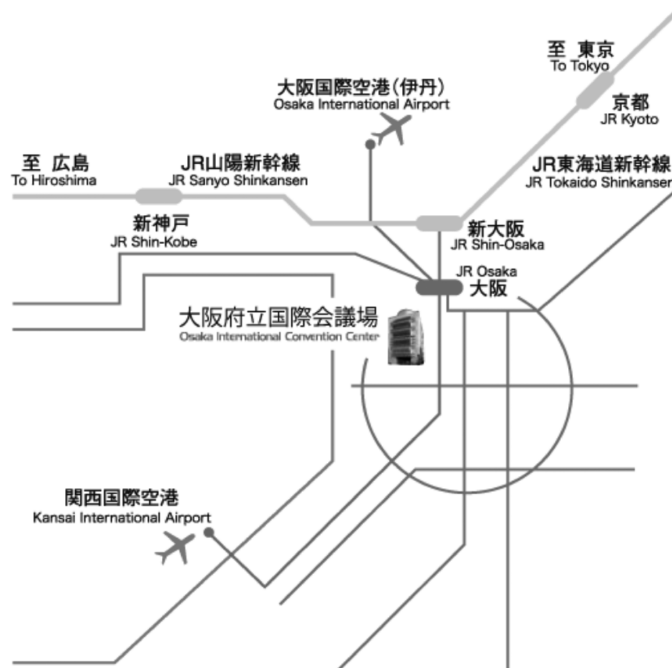 至 東京
To Tokyo
大阪国際空港(伊丹)
Osaka International Airport
京都
JR Kyoto
至 広島
To Hiroshima
JR山陽新幹線
JR Sanyo Shinkansen
JR東海道新幹線
JR Tokaido Shinkansen
新神戸
JR Shin-Kobe
新大阪
JR Shin-Osaka
JR Osaka
大阪
大阪府立国際会議場
Osaka International Convention Center
関西国際空港
Kansai International Airport